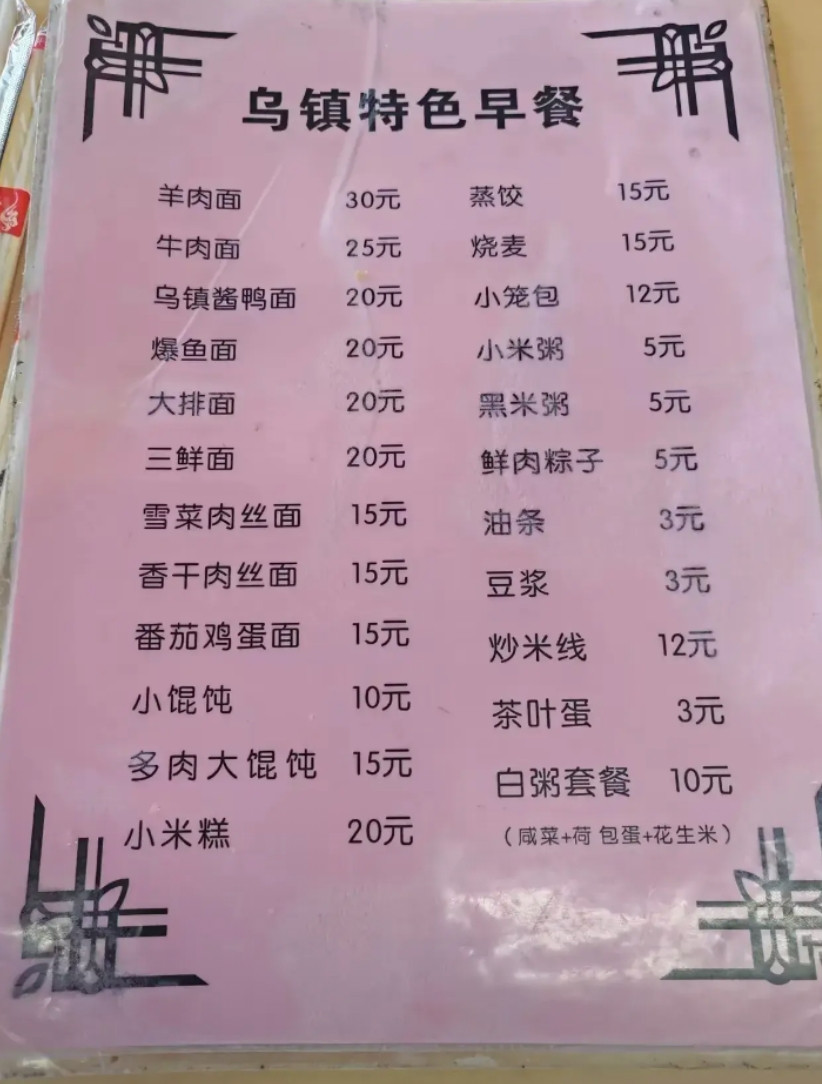 乌镇特色早餐
羊肉面 30元
牛肉面 25元
乌镇酱鸭面 20元
爆鱼面 20元
大排面 20元
三鲜面 20元
雪菜肉丝面 15元
香干肉丝面 15元
番茄鸡蛋面 15元
小馄饨 10元
多肉大馄饨 15元
小米糕 20元
蒸饺 15元
烧麦 15元
小笼包 12元
小米粥 5元
黑米粥 5元
鲜肉粽子 5元
油条 3元
豆浆 3元
炒米线 12元
茶叶蛋 3元
白粥套餐 10元
（咸菜+荷 包蛋+花生米）